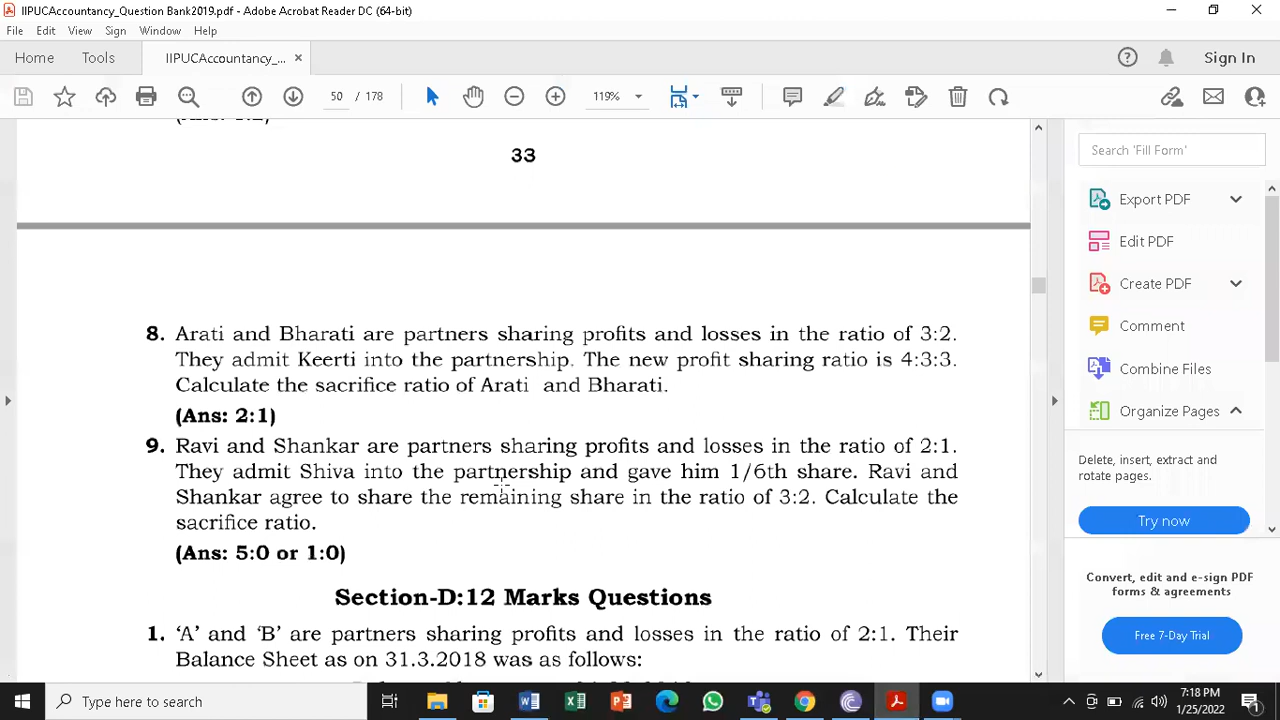 IIPUCAccountancy_Question Bank2019.pdf - Adobe Acrobat Reader DC (64-bit)
File Edit View Sign Window Help
Home Tools IIPUCAccountancy_... × Sign In
50 / 178 119%
33
8. Arati and Bharati are partners sharing profits and losses in the ratio of 3:2.
They admit Keerti into the partnership. The new profit sharing ratio is 4:3:3.
Calculate the sacrifice ratio of Arati and Bharati.
(Ans: 2:1)
9. Ravi and Shankar are partners sharing profits and losses in the ratio of 2:1.
They admit Shiva into the partnership and gave him 1/6th share. Ravi and
Shankar agree to share the remaining share in the ratio of 3:2. Calculate the
sacrifice ratio.
(Ans: 5:0 or 1:0)
Section-D:12 Marks Questions
1. 'A' and 'B' are partners sharing profits and losses in the ratio of 2:1. Their
Balance Sheet as on 31.3.2018 was as follows:
Search 'Fill Form'
Export PDF
Edit PDF
Create PDF
Comment
Combine Files
Organize Pages
Delete, insert, extract and
rotate pages.
Try now
Convert, edit and e-sign PDF
forms & agreements
Free 7-Day Trial
Type here to search
7:18 PM
1/25/2022